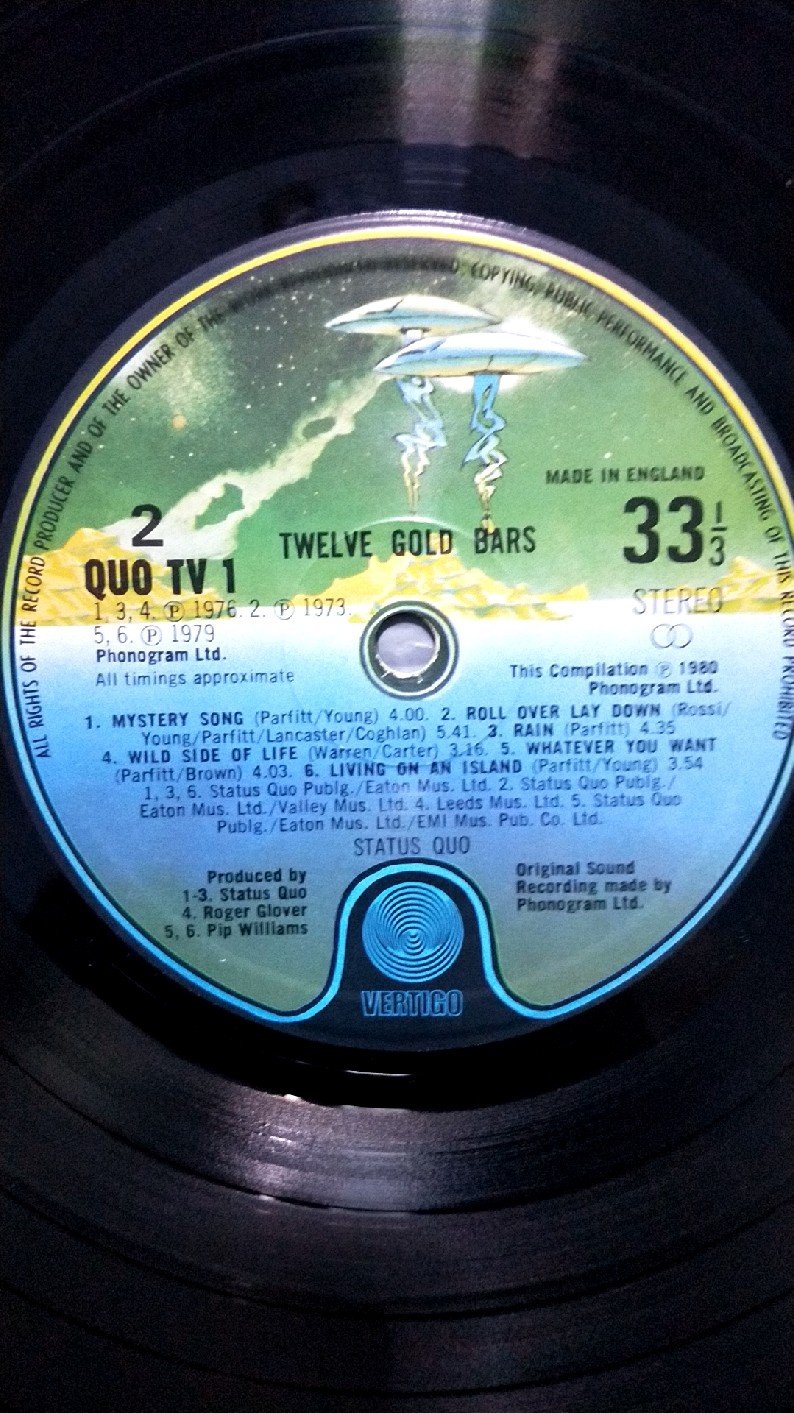 ALL RIGHTS OF THE RECORD PRODUCER AND OF THE OWNER OF THE WORK REPRODUCED RESERVED. COPYING, PUBLIC PERFORMANCE AND BROADCASTING OF THIS RECORD PROHIBITED
MADE IN ENGLAND
2
TWELVE GOLD BARS
33 1/3
QUO TV 1
1, 3, 4. Ⓟ 1976. 2. Ⓟ 1973.
STEREO
5, 6. Ⓟ 1979
Phonogram Ltd.
All timings approximate
This Compilation Ⓟ 1980
Phonogram Ltd.
1. MYSTERY SONG (Parfitt/Young) 4.00. 2. ROLL OVER LAY DOWN (Rossi/
Young/Parfitt/Lancaster/Coghlan) 5.41. 3. RAIN (Parfitt) 4.35
4. WILD SIDE OF LIFE (Warren/Carter) 3.16. 5. WHATEVER YOU WANT
(Parfitt/Brown) 4.03. 6. LIVING ON AN ISLAND (Parfitt/Young) 3.54
1, 3, 6. Status Quo Publg./Eaton Mus. Ltd. 2. Status Quo Publg./
Eaton Mus. Ltd./Valley Mus. Ltd. 4. Leeds Mus. Ltd. 5. Status Quo
Publg./Eaton Mus. Ltd./EMI Mus. Pub. Co. Ltd.
STATUS QUO
Produced by
1-3. Status Quo
4. Roger Glover
5, 6. Pip Williams
Original Sound
Recording made by
Phonogram Ltd.
VERTIGO